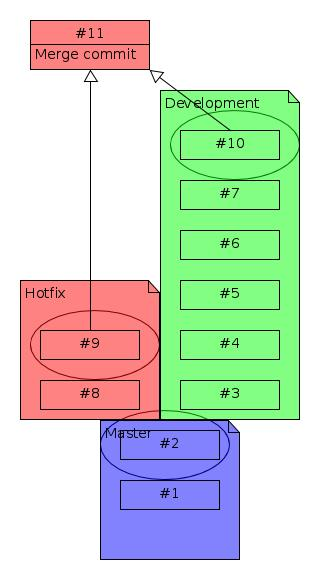 #11
Merge commit
Development
#10
#7
#6
#5
#4
#3
Hotfix
#9
#8
Master
#2
#1